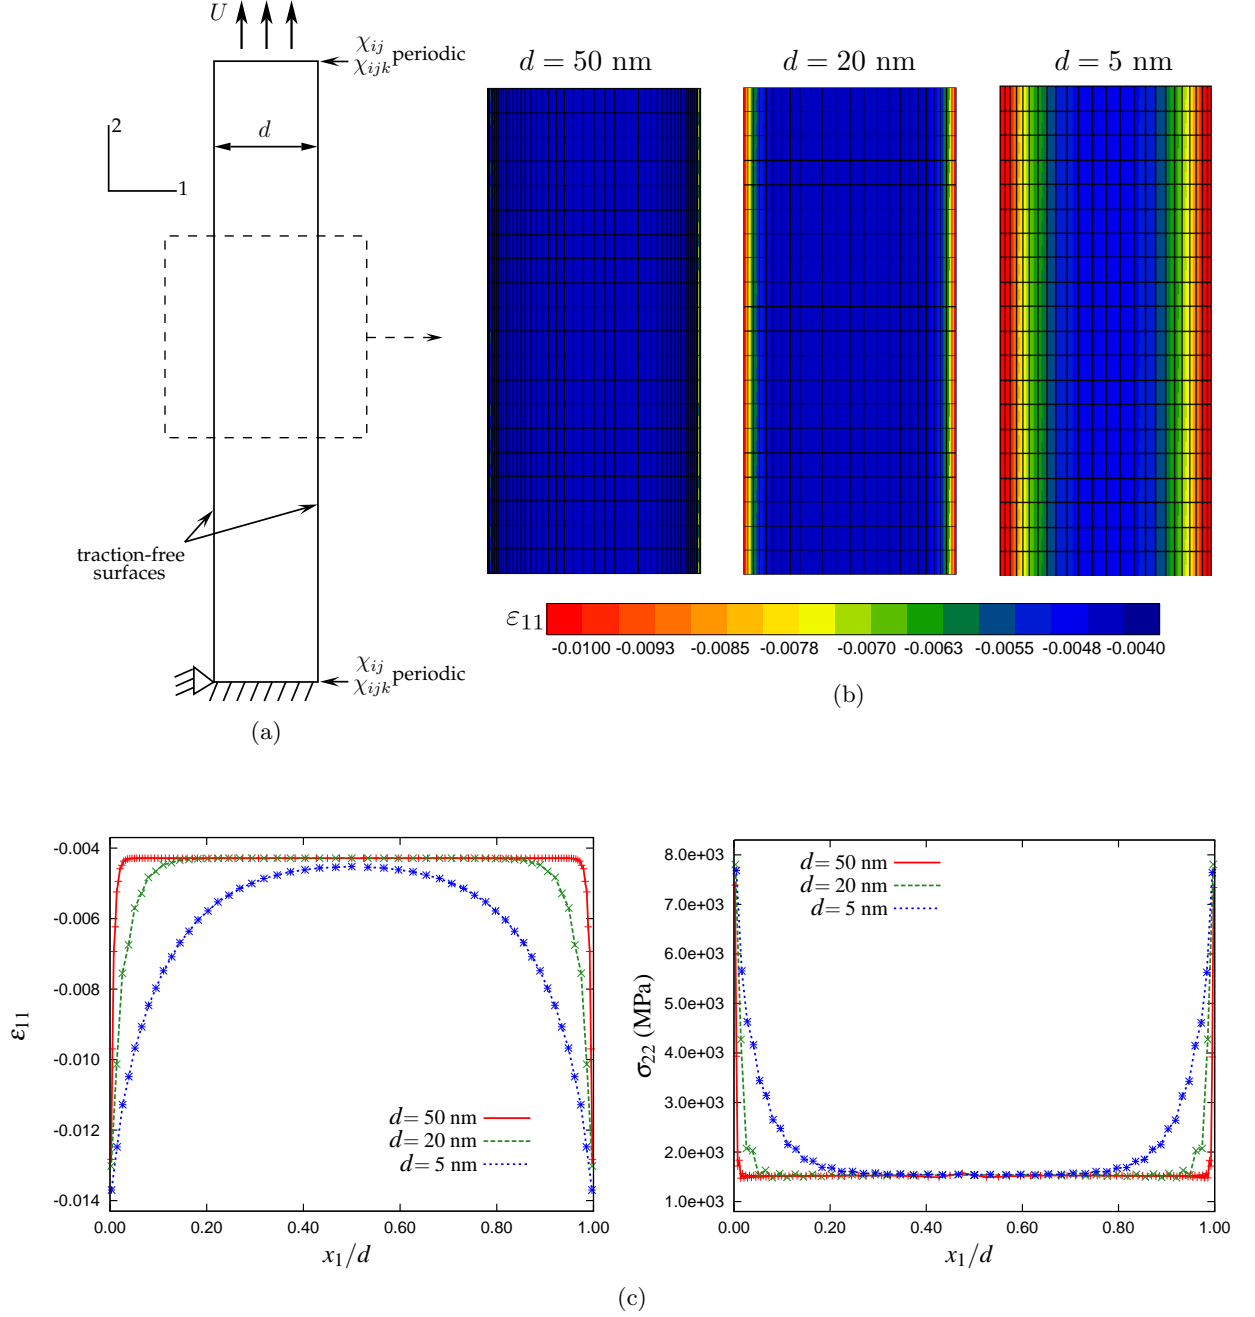 U
χij
χijk periodic
d
2
1
traction-free
surfaces
χij
χijk periodic
(a)
d = 50 nm
d = 20 nm
d = 5 nm
ε11
-0.0100 -0.0093 -0.0085 -0.0078 -0.0070 -0.0063 -0.0055 -0.0048 -0.0040
(b)
-0.004
-0.006
-0.008
-0.010
-0.012
-0.014
ε11
d = 50 nm
d = 20 nm
d = 5 nm
0.00 0.20 0.40 0.60 0.80 1.00
x1/d
8.0e+03
7.0e+03
6.0e+03
5.0e+03
4.0e+03
3.0e+03
2.0e+03
1.0e+03
σ22 (MPa)
d = 50 nm
d = 20 nm
d = 5 nm
0.00 0.20 0.40 0.60 0.80 1.00
x1/d
(c)